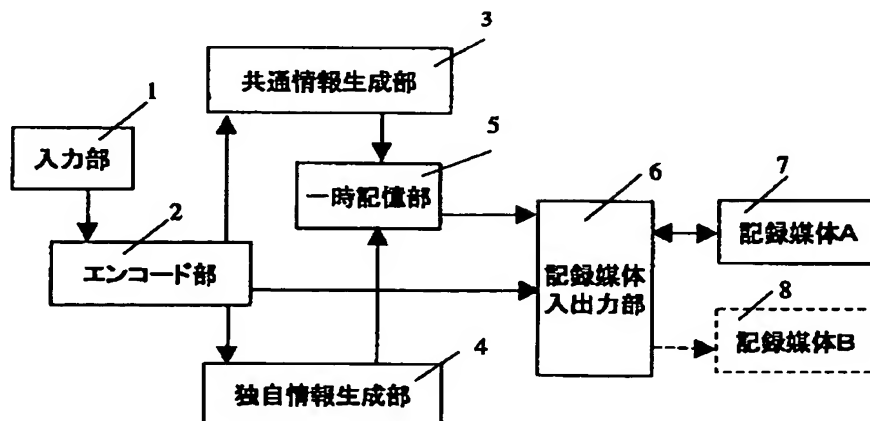 3
共通情報生成部
1
入力部
5
一時記憶部
2
エンコード部
6
記録媒体
入出力部
7
記録媒体A
8
記録媒体B
4
独自情報生成部